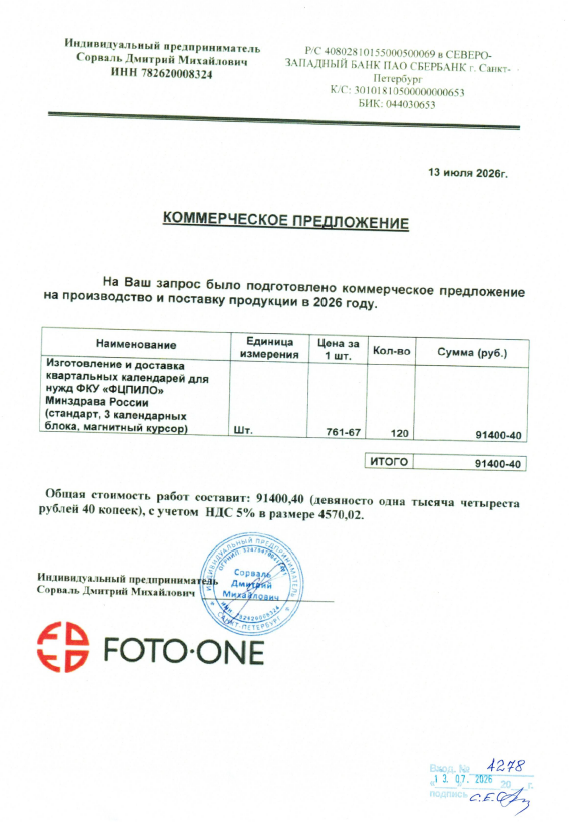 Индивидуальный предприниматель
Сорваль Дмитрий Михайлович
ИНН 782620008324
Р/С 40802810155000500069 в СЕВЕРО-
ЗАПАДНЫЙ БАНК ПАО СБЕРБАНК г. Санкт-
Петербург
К/С: 30101810500000000653
БИК: 044030653
13 июля 2026г.
КОММЕРЧЕСКОЕ ПРЕДЛОЖЕНИЕ
На Ваш запрос было подготовлено коммерческое предложение
на производство и поставку продукции в 2026 году.
Наименование
Единица
измерения
Цена за
1 шт.
Кол-во
Сумма (руб.)
Изготовление и доставка
квартальных календарей для
нужд ФКУ «ФЦПИЛО»
Минздрава России
(стандарт, 3 календарных
блока, магнитный курсор)
Шт.
761-67
120
91400-40
ИТОГО
91400-40
Общая стоимость работ составит: 91400,40 (девяносто одна тысяча четыреста
рублей 40 копеек), с учетом НДС 5% в размере 4570,02.
Индивидуальный предприниматель
Сорваль Дмитрий Михайлович
ИНДИВИДУАЛЬНЫЙ ПРЕДПРИНИМАТЕЛЬ
ОГРНИП
Сорваль
Дмитрий
Михайлович
ИНН 782620008324
САНКТ-ПЕТЕРБУРГ
FOTO·ONE
Вход. № 4278
13. 07. 2026
20 г.
подпись